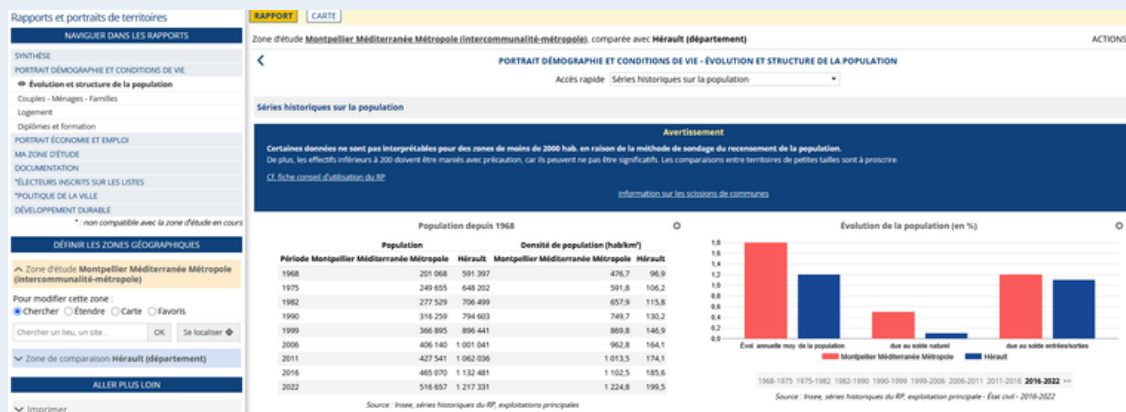 Rapports et portraits de territoires
NAVIGUER DANS LES RAPPORTS
SYNTHÈSE
PORTRAIT DÉMOGRAPHIE ET CONDITIONS DE VIE
Évolution et structure de la population
Couples - Ménages - Familles
Logement
Diplômes et formation
PORTRAIT ÉCONOMIE ET EMPLOI
MA ZONE D'ÉTUDE
DOCUMENTATION
*ÉLECTEURS INSCRITS SUR LES LISTES
*POLITIQUE DE LA VILLE
DÉVELOPPEMENT DURABLE
* : non compatible avec la zone d'étude en cours
DÉFINIR LES ZONES GÉOGRAPHIQUES
Zone d'étude Montpellier Méditerranée Métropole
(intercommunalité-métropole)
Pour modifier cette zone :
Chercher Étendre Carte Favoris
Chercher un lieu, un site... OK Se localiser
Zone de comparaison Hérault (département)
ALLER PLUS LOIN
Imprimer
RAPPORT CARTE
Zone d'étude Montpellier Méditerranée Métropole (intercommunalité-métropole), comparée avec Hérault (département) ACTIONS
PORTRAIT DÉMOGRAPHIE ET CONDITIONS DE VIE - ÉVOLUTION ET STRUCTURE DE LA POPULATION
Accès rapide Séries historiques sur la population
Séries historiques sur la population
Avertissement
Certaines données ne sont pas interprétables pour des zones de moins de 2000 hab. en raison de la méthode de sondage du recensement de la population.
De plus, les effectifs inférieurs à 200 doivent être maniés avec précaution, car ils peuvent ne pas être significatifs. Les comparaisons entre territoires de petites tailles sont à proscrire.
Cf. fiche conseil d'utilisation du RP
Information sur les scissions de communes
Population depuis 1968
Population Densité de population (hab/km²)
Période Montpellier Méditerranée Métropole Hérault Montpellier Méditerranée Métropole Hérault
1968 201 068 591 397 476,7 96,9
1975 249 655 648 202 591,8 106,2
1982 277 529 706 499 657,9 115,8
1990 316 259 794 603 749,7 130,2
1999 366 895 896 441 869,8 146,9
2006 406 140 1 001 041 962,8 164,1
2011 427 541 1 062 036 1 013,5 174,1
2016 465 070 1 132 481 1 102,5 185,6
2022 516 657 1 217 331 1 224,8 199,5
Source : Insee, séries historiques du RP, exploitations principales
Évolution de la population (en %)
1,8
1,6
1,4
1,2
1,0
0,8
0,6
0,4
0,2
0,0
Évol. annuelle moy. de la population due au solde naturel due au solde entrées/sorties
Montpellier Méditerranée Métropole Hérault
1968-1975 1975-1982 1982-1990 1990-1999 1999-2006 2006-2011 2011-2016 2016-2022 >>
Source : Insee, séries historiques du RP, exploitation principale - État civil - 2016-2022